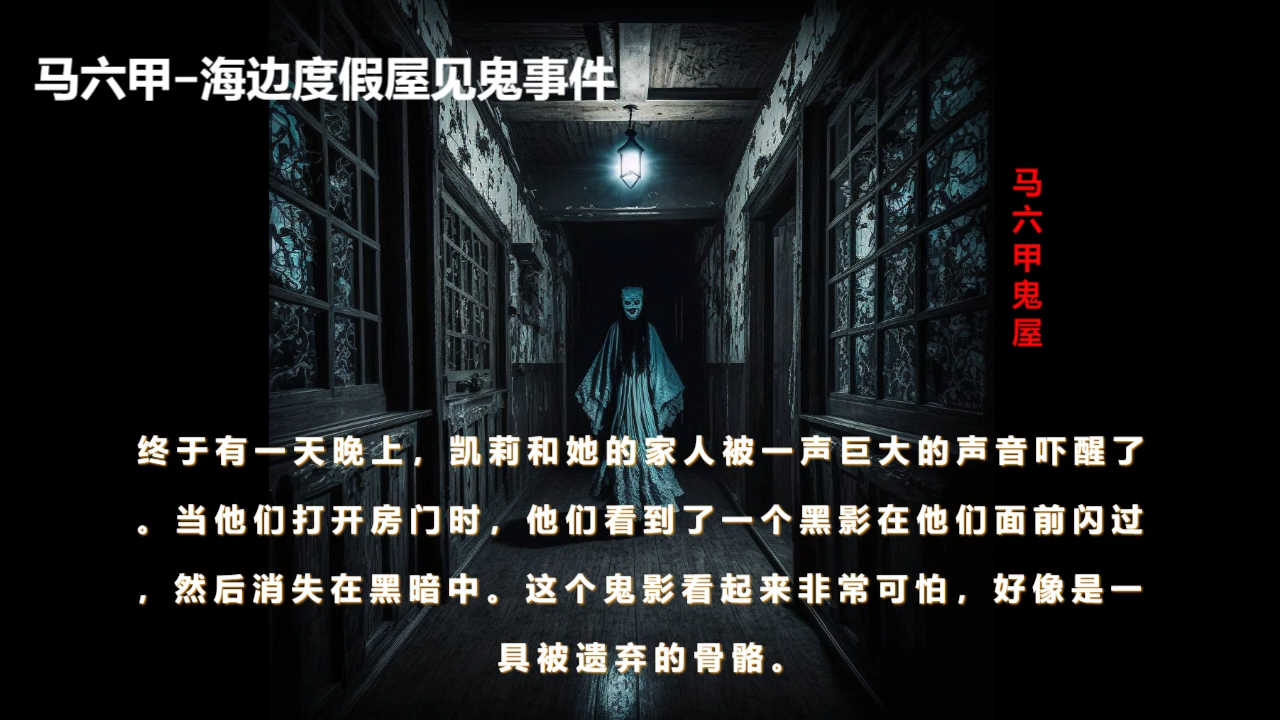 马六甲-海边度假屋见鬼事件
马六甲鬼屋
终于有一天晚上，凯莉和她的家人被一声巨大的声音吓醒了
。当他们打开房门时，他们看到了一个黑影在他们面前闪过
，然后消失在黑暗中。这个鬼影看起来非常可怕，好像是一
具被遗弃的骨骼。